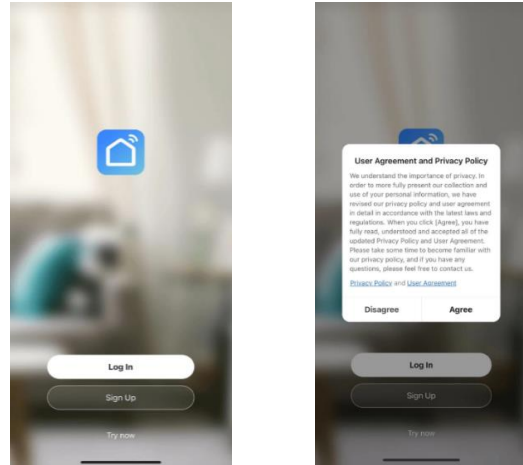 Log In
Sign Up
Try now
User Agreement and Privacy Policy
We understand the importance of privacy. In
order to more fully present our collection and
use of your personal information, we have
revised our privacy policy and user agreement
in detail in accordance with the latest laws and
regulations. When you click [Agree], you have
fully read, understood and accepted all of the
updated Privacy Policy and User Agreement.
Please take some time to become familiar with
our privacy policy, and if you have any
questions, please feel free to contact us.
Privacy Policy and User Agreement
Disagree Agree
Log In
Sign Up
Try now